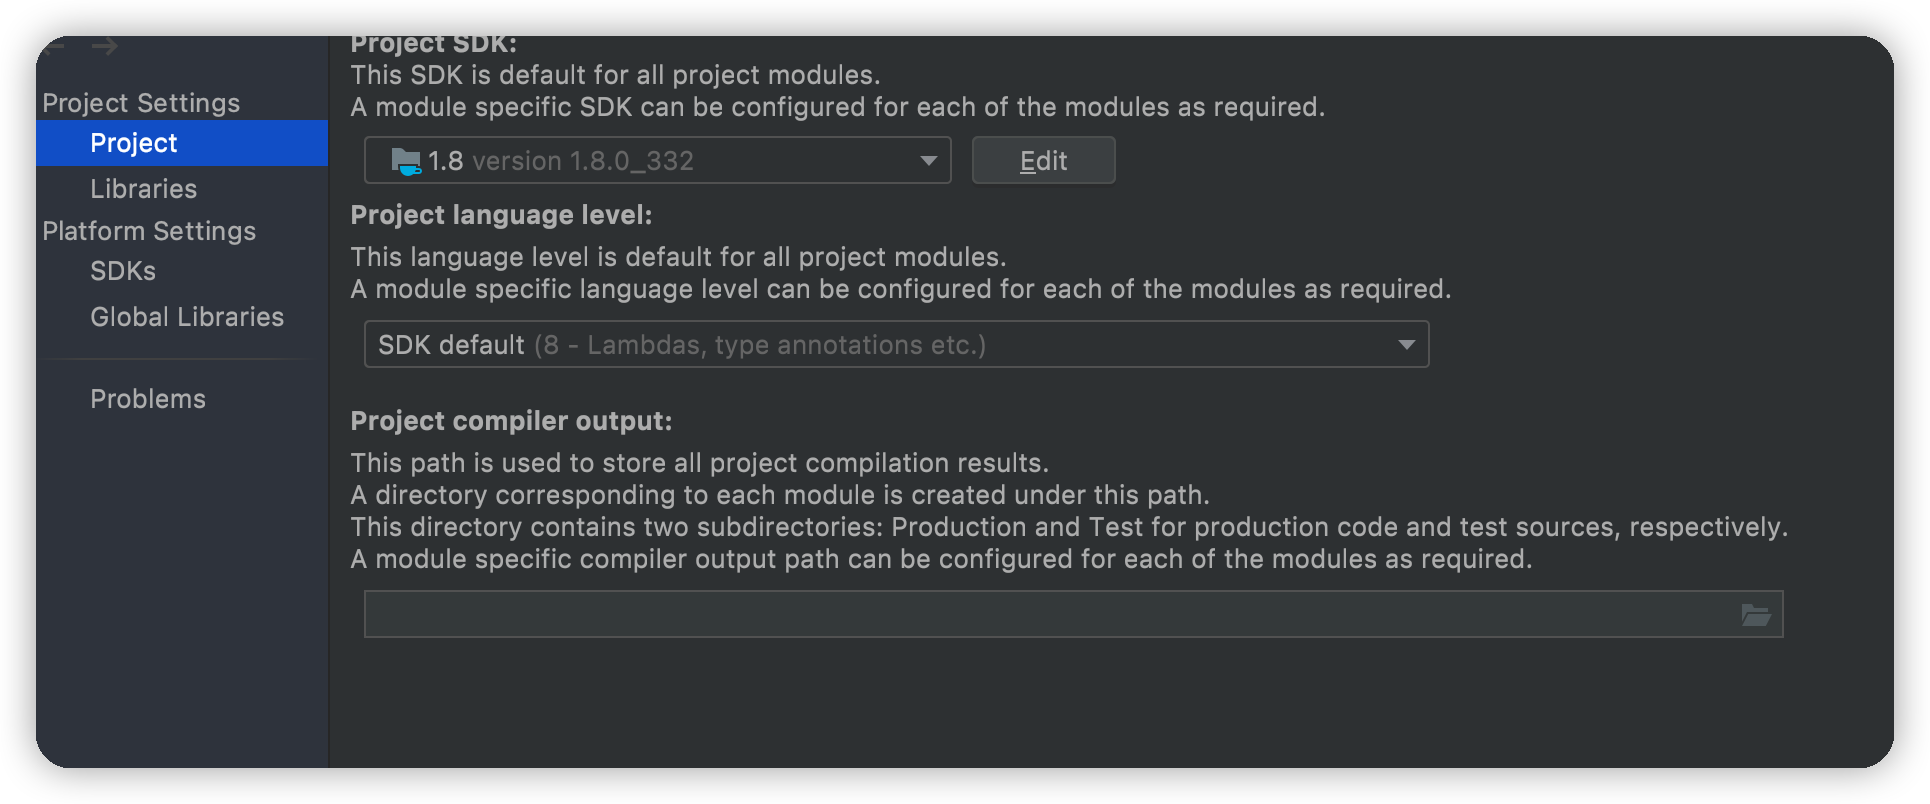 Project Settings
Project
Libraries
Platform Settings
SDKs
Global Libraries
Problems
Project SDK:
This SDK is default for all project modules.
A module specific SDK can be configured for each of the modules as required.
1.8 version 1.8.0_332
Edit
Project language level:
This language level is default for all project modules.
A module specific language level can be configured for each of the modules as required.
SDK default (8 - Lambdas, type annotations etc.)
Project compiler output:
This path is used to store all project compilation results.
A directory corresponding to each module is created under this path.
This directory contains two subdirectories: Production and Test for production code and test sources, respectively.
A module specific compiler output path can be configured for each of the modules as required.